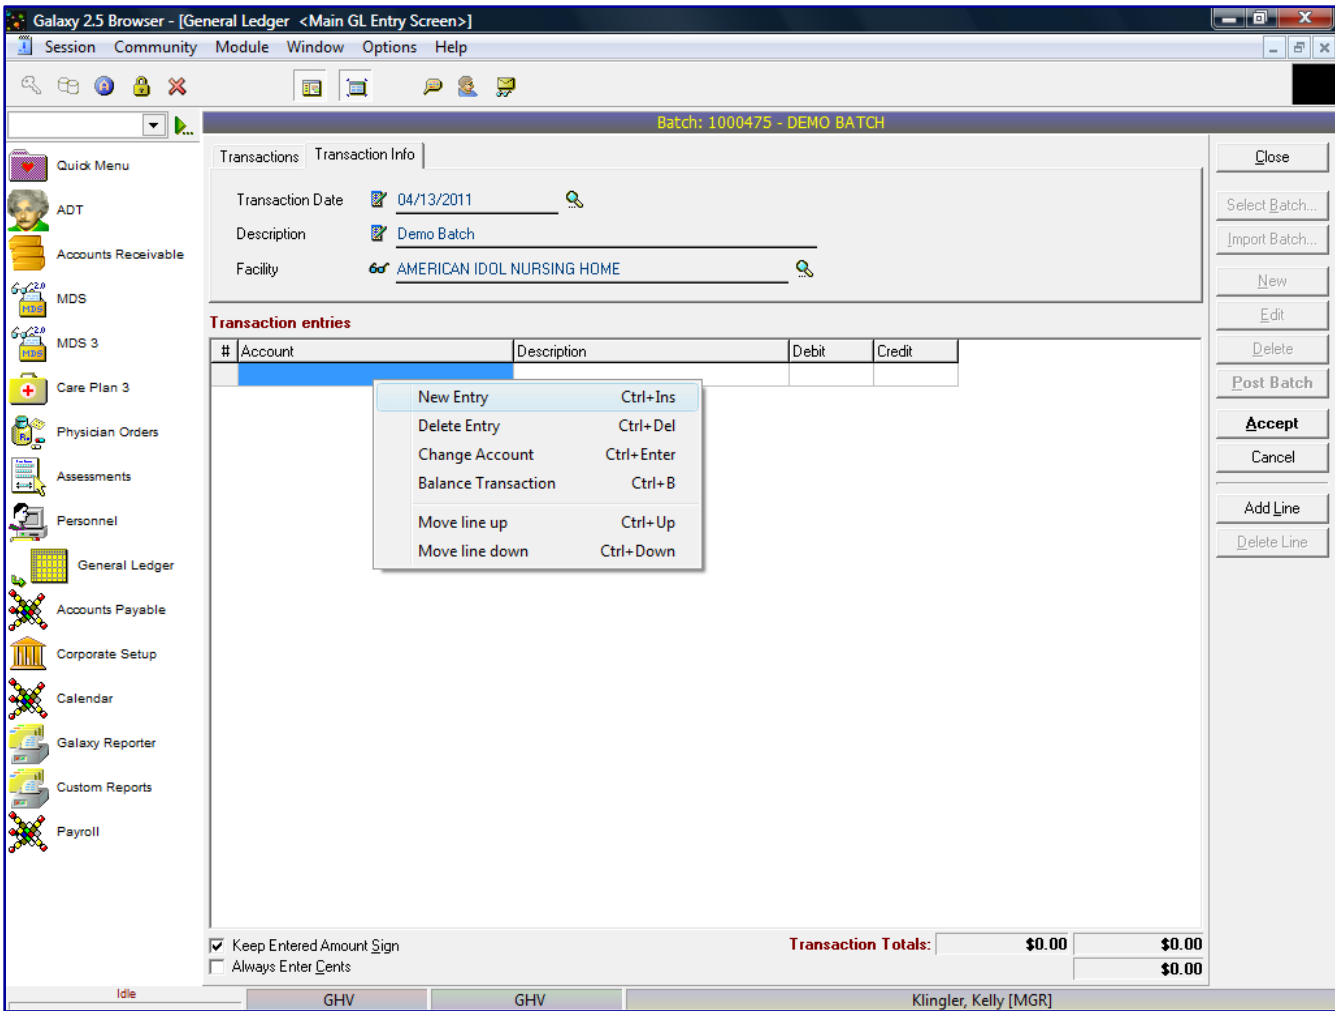 Galaxy 2.5 Browser - [General Ledger <Main GL Entry Screen>]
Session Community Module Window Options Help
Batch: 1000475 - DEMO BATCH
Transactions Transaction Info
Transaction Date 04/13/2011
Description Demo Batch
Facility AMERICAN IDOL NURSING HOME
Transaction entries
# Account Description Debit Credit
New Entry Ctrl+Ins
Delete Entry Ctrl+Del
Change Account Ctrl+Enter
Balance Transaction Ctrl+B
Move line up Ctrl+Up
Move line down Ctrl+Down
Quick Menu
ADT
Accounts Receivable
MDS
MDS 3
Care Plan 3
Physician Orders
Assessments
Personnel
General Ledger
Accounts Payable
Corporate Setup
Calendar
Galaxy Reporter
Custom Reports
Payroll
Close
Select Batch...
Import Batch...
New
Edit
Delete
Post Batch
Accept
Cancel
Add Line
Delete Line
Keep Entered Amount Sign
Always Enter Cents
Transaction Totals: $0.00 $0.00
$0.00
Idle GHV GHV Klingler, Kelly [MGR]